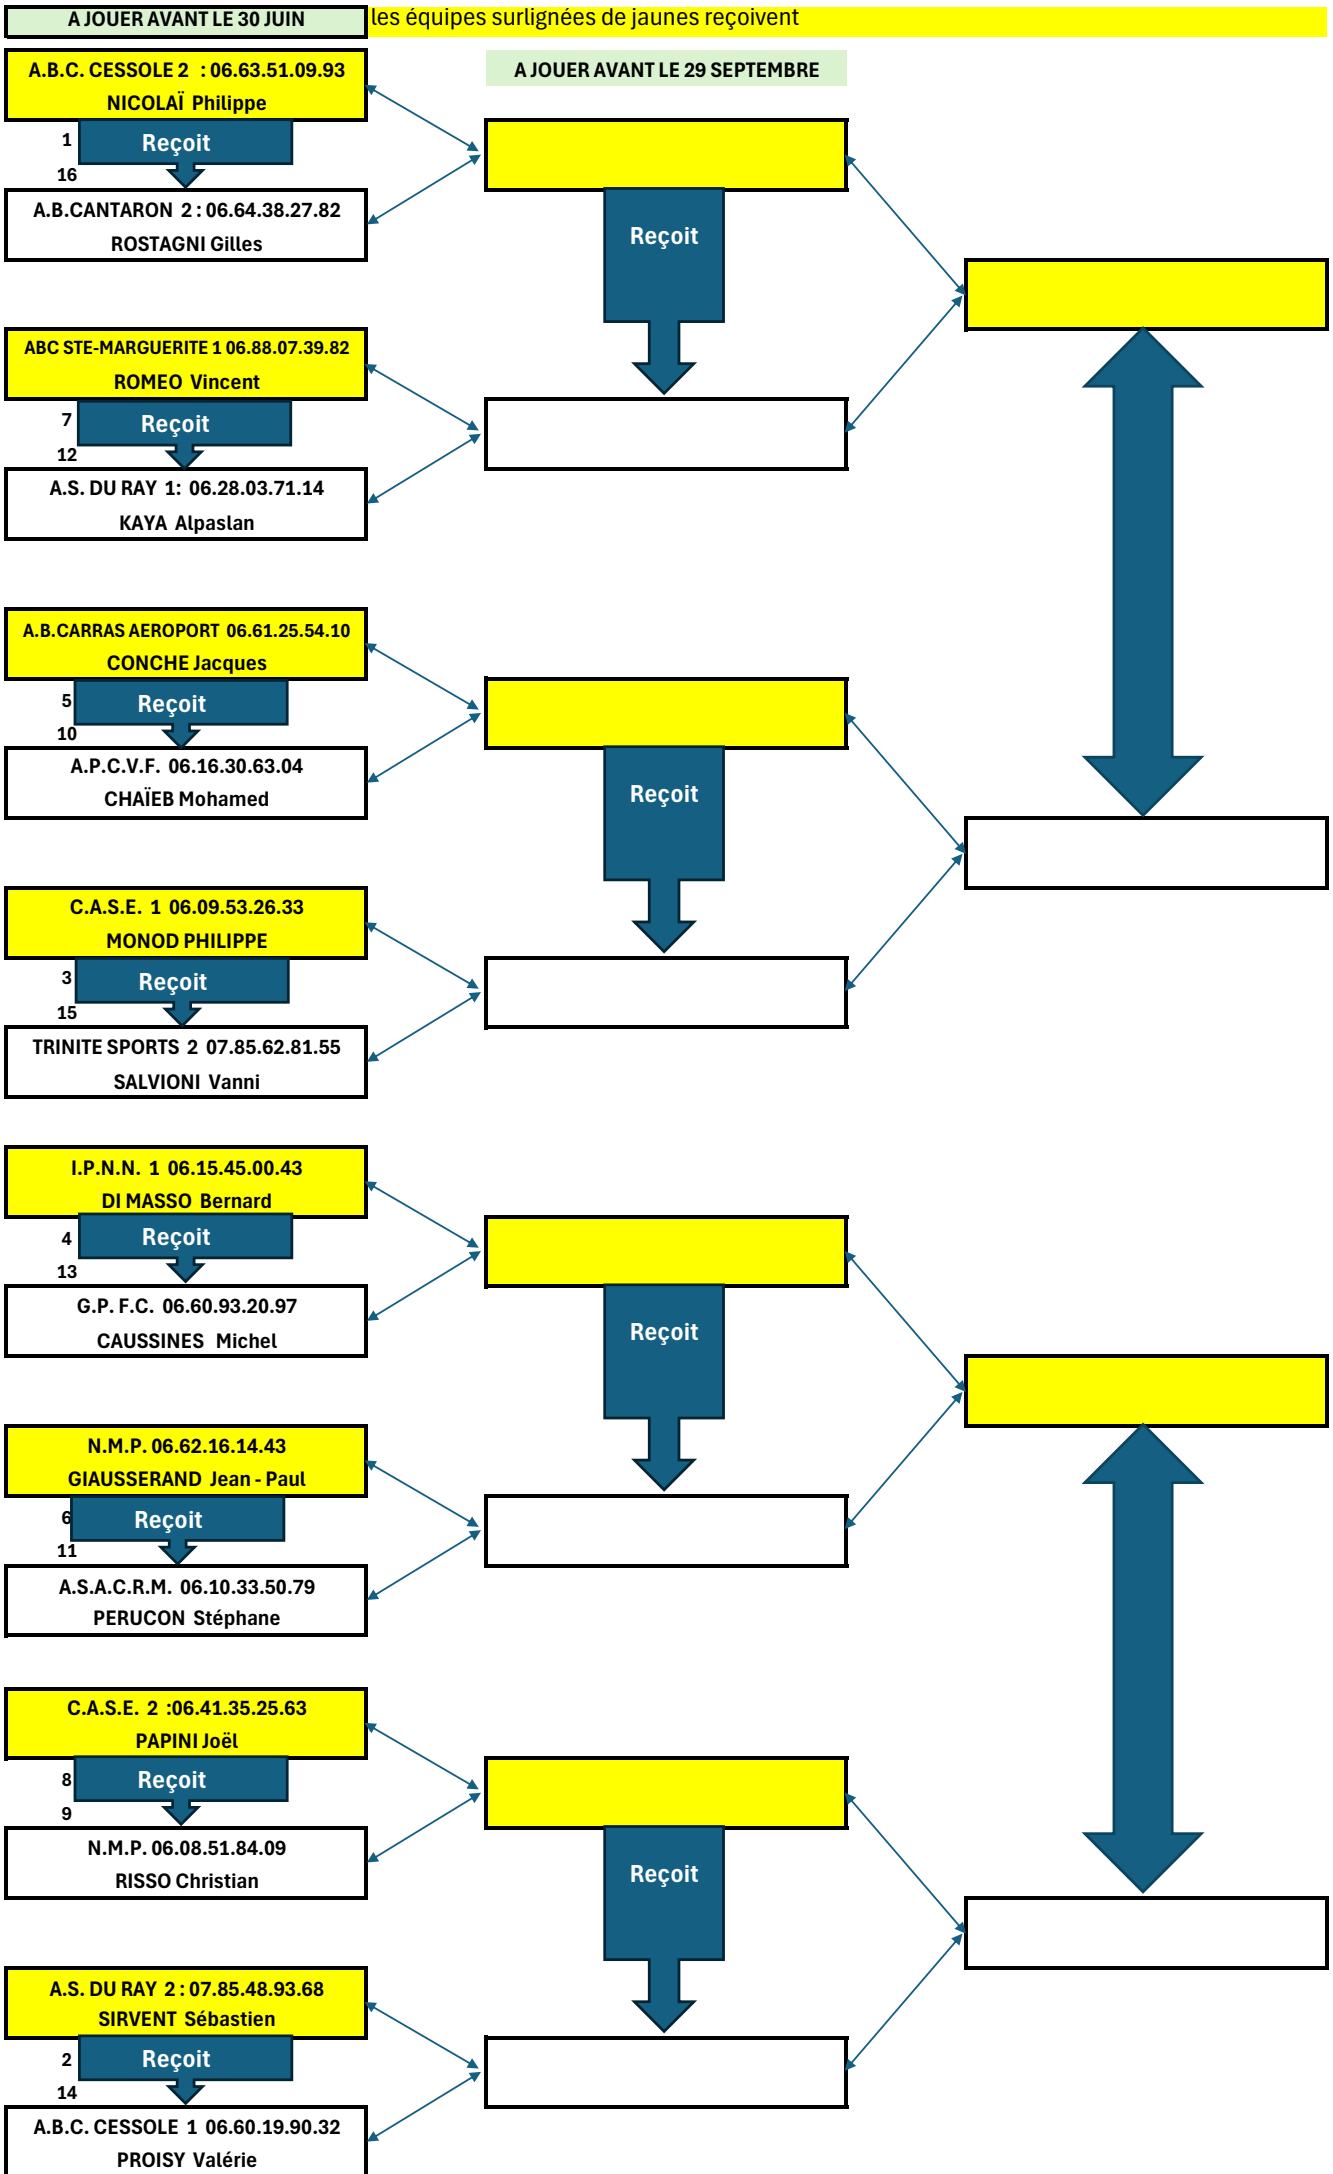 A JOUER AVANT LE 30 JUIN
les équipes surlignées de jaunes reçoivent
A JOUER AVANT LE 29 SEPTEMBRE
A.B.C. CESSOLE 2 : 06.63.51.09.93
NICOLAÏ Philippe
1
Reçoit
16
A.B.CANTARON 2 : 06.64.38.27.82
ROSTAGNI Gilles
Reçoit
ABC STE-MARGUERITE 1 06.88.07.39.82
ROMEO Vincent
7
Reçoit
12
A.S. DU RAY 1: 06.28.03.71.14
KAYA Alpaslan
A.B.CARRAS AEROPORT 06.61.25.54.10
CONCHE Jacques
5
Reçoit
10
A.P.C.V.F. 06.16.30.63.04
CHAÏEB Mohamed
Reçoit
C.A.S.E. 1 06.09.53.26.33
MONOD PHILIPPE
3
Reçoit
15
TRINITE SPORTS 2 07.85.62.81.55
SALVIONI Vanni
I.P.N.N. 1 06.15.45.00.43
DI MASSO Bernard
4
Reçoit
13
G.P. F.C. 06.60.93.20.97
CAUSSINES Michel
Reçoit
N.M.P. 06.62.16.14.43
GIAUSSERAND Jean - Paul
6
Reçoit
11
A.S.A.C.R.M. 06.10.33.50.79
PERUCON Stéphane
C.A.S.E. 2 :06.41.35.25.63
PAPINI Joël
8
Reçoit
9
N.M.P. 06.08.51.84.09
RISSO Christian
Reçoit
A.S. DU RAY 2 : 07.85.48.93.68
SIRVENT Sébastien
2
Reçoit
14
A.B.C. CESSOLE 1 06.60.19.90.32
PROISY Valérie